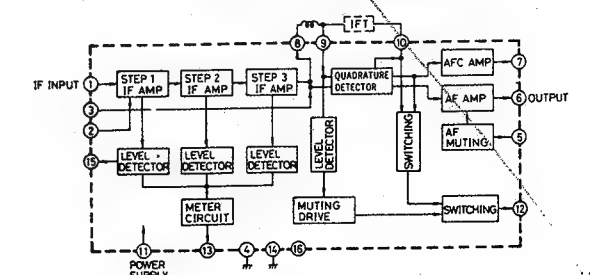 IFT
8 9 10
IF INPUT 1
STEP 1 IF AMP
STEP 2 IF AMP
STEP 3 IF AMP
QUADRATURE DETECTOR
AFC AMP
7
3
AF AMP
6 OUTPUT
2
AF MUTING
5
15
LEVEL DETECTOR
LEVEL DETECTOR
LEVEL DETECTOR
LEVEL DETECTOR
SWITCHING
METER CIRCUIT
MUTING DRIVE
SWITCHING
12
11 13 4 14 16
POWER SUPPLY